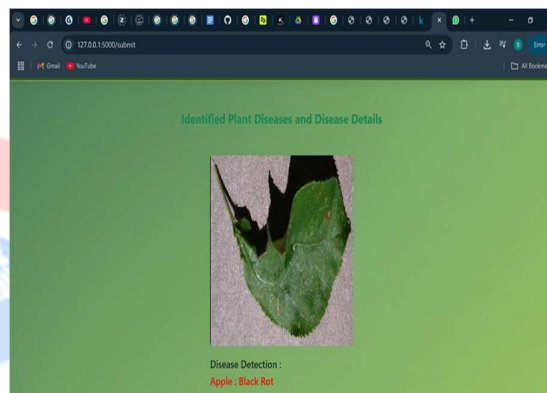 127.0.0.1:5000/submit
Error
Gmail
YouTube
All Bookma
Identified Plant Diseases and Disease Details
Disease Detection :
Apple : Black Rot